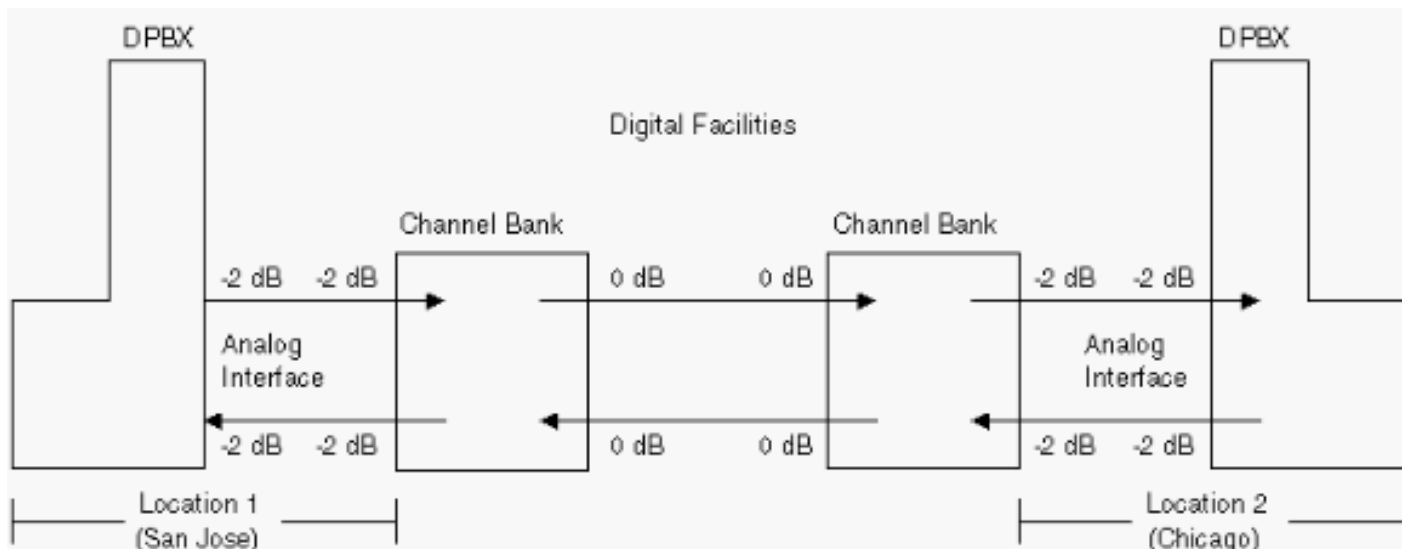 DPBX
DPBX
Digital Facilities
Channel Bank
Channel Bank
-2 dB -2 dB
0 dB 0 dB
-2 dB -2 dB
Analog
Interface
Analog
Interface
-2 dB -2 dB
0 dB 0 dB
-2 dB -2 dB
Location 1
(San Jose)
Location 2
(Chicago)